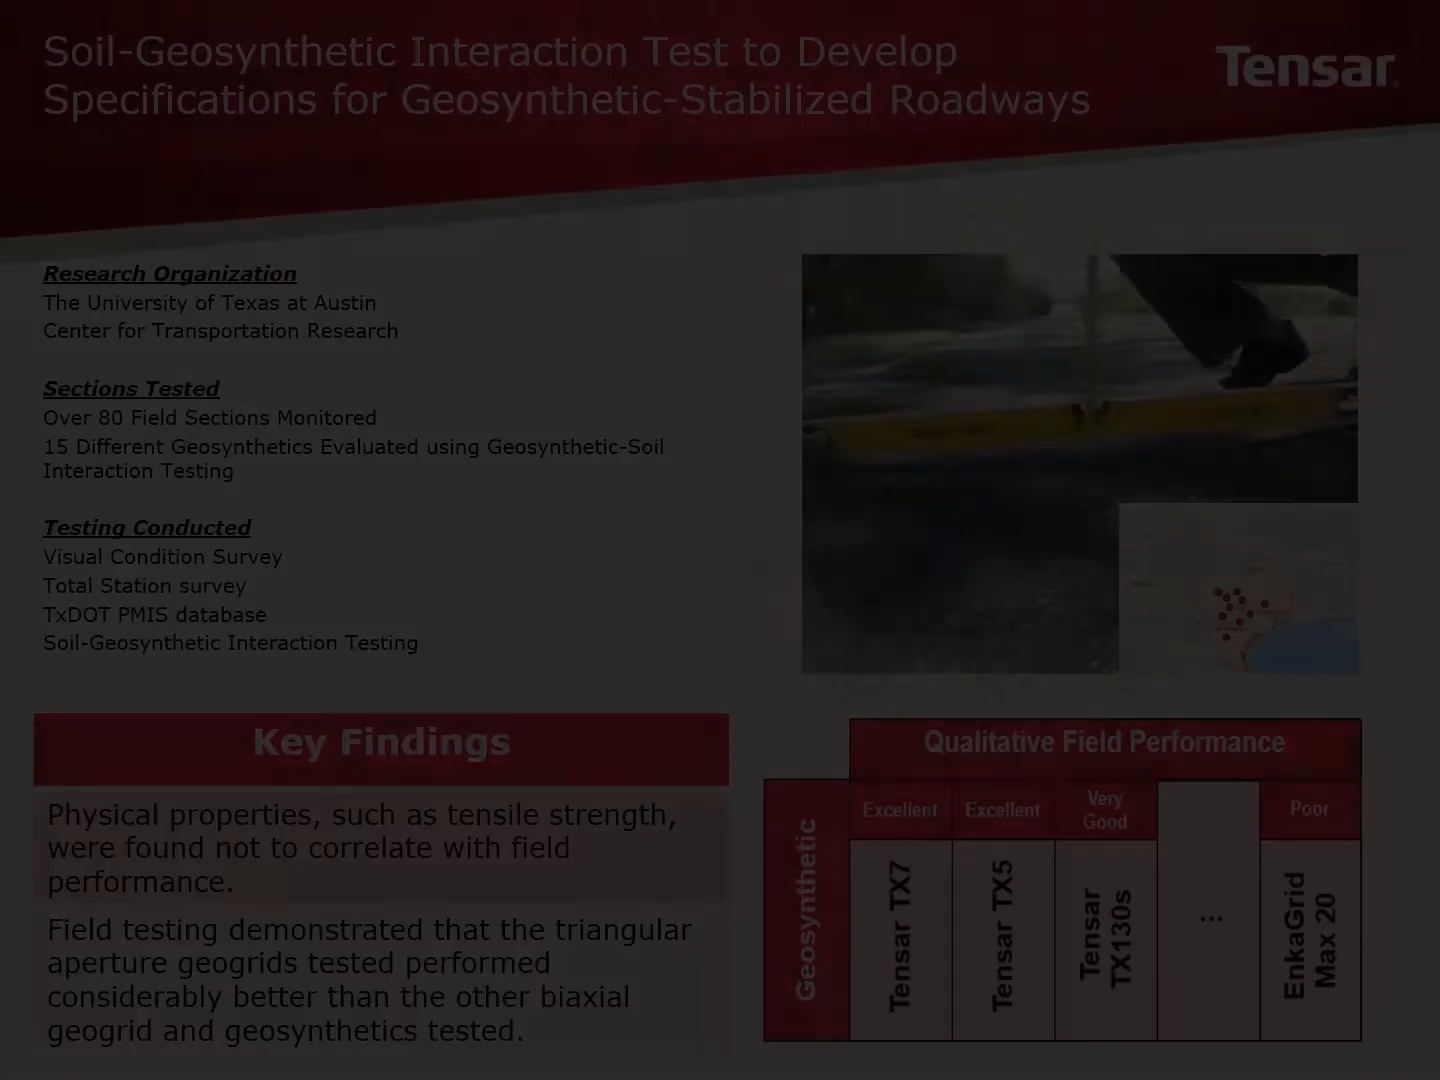 Soil-Geosynthetic Interaction Test to Develop
Specifications for Geosynthetic-Stabilized Roadways
Tensar
Research Organization
The University of Texas at Austin
Center for Transportation Research
Sections Tested
Over 80 Field Sections Monitored
15 Different Geosynthetics Evaluated using Geosynthetic-Soil
Interaction Testing
Testing Conducted
Visual Condition Survey
Total Station survey
TxDOT PMIS database
Soil-Geosynthetic Interaction Testing
Key Findings
Physical properties, such as tensile strength,
were found not to correlate with field
performance.
Field testing demonstrated that the triangular
aperture geogrids tested performed
considerably better than the other biaxial
geogrid and geosynthetics tested.
Qualitative Field Performance
Geosynthetic
Excellent
Excellent
Very
Good
Poor
Tensar TX7
Tensar TX5
Tensar
TX130s
...
EnkaGrid
Max 20